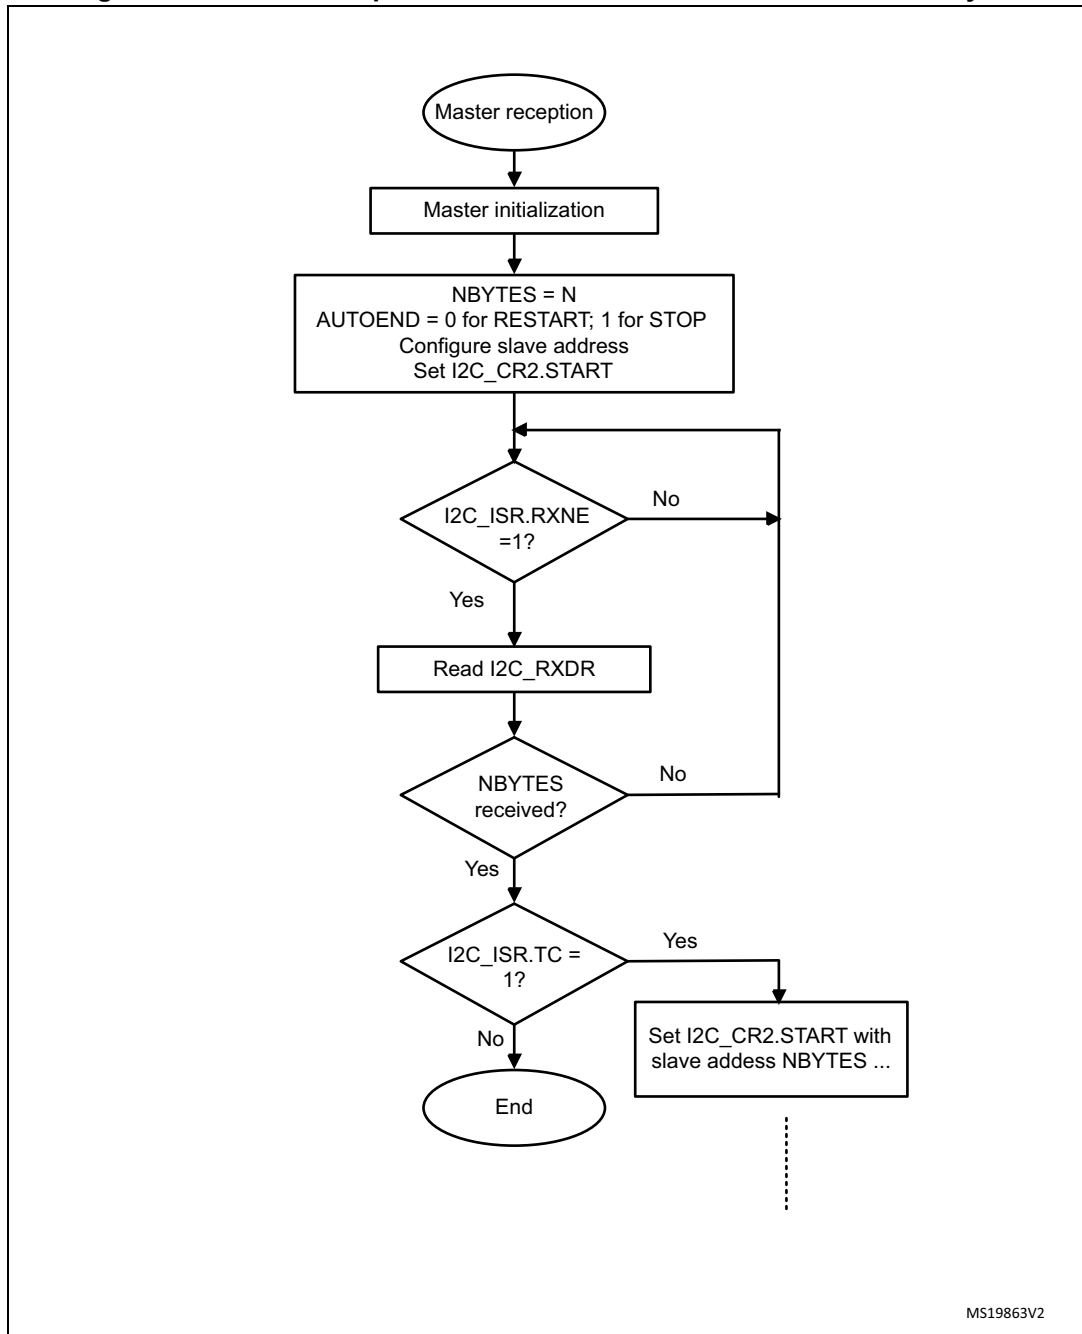 Master reception
Master initialization
NBYTES = N
AUTOEND = 0 for RESTART; 1 for STOP
Configure slave address
Set I2C_CR2.START
I2C_ISR.RXNE
=1?
No
Yes
Read I2C_RXDR
NBYTES
received?
No
Yes
I2C_ISR.TC =
1?
Yes
No
Set I2C_CR2.START with
slave addess NBYTES ...
End
MS19863V2